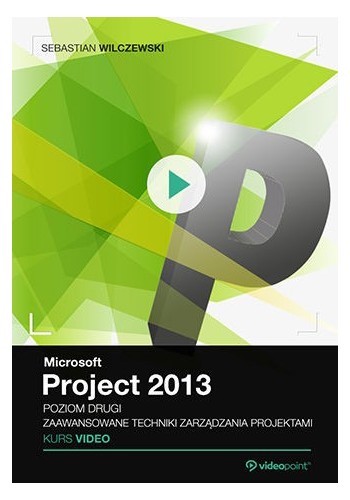 SEBASTIAN WILCZEWSKI
P
Microsoft
Project 2013
POZIOM DRUGI
ZAAWANSOWANE TECHNIKI ZARZĄDZANIA PROJEKTAMI
KURS VIDEO
videopoint